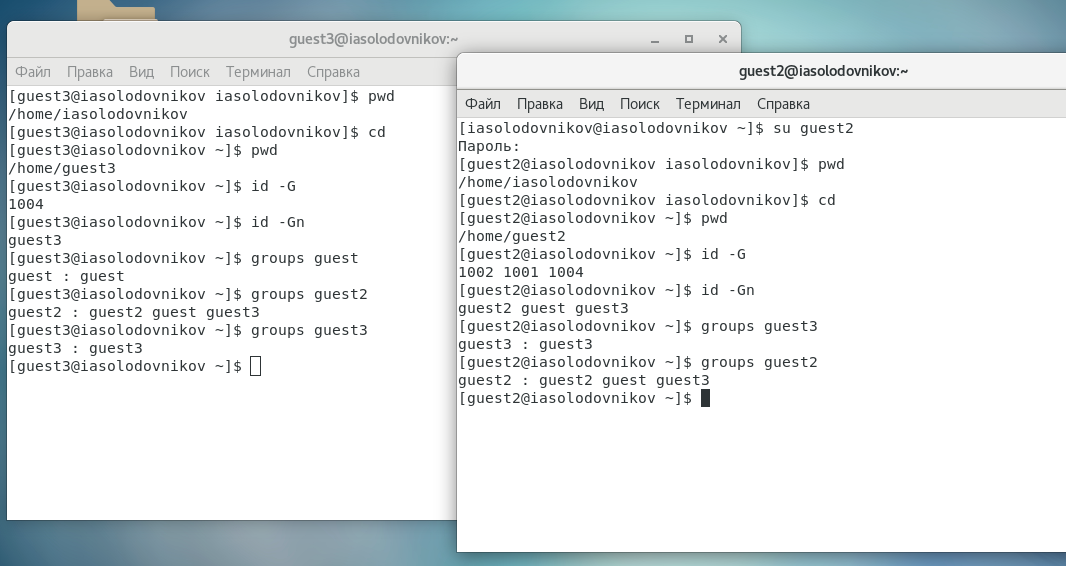 guest3@iasolodovnikov:~
Файл Правка Вид Поиск Терминал Справка
[guest3@iasolodovnikov iasolodovnikov]$ pwd
/home/iasolodovnikov
[guest3@iasolodovnikov iasolodovnikov]$ cd
[guest3@iasolodovnikov ~]$ pwd
/home/guest3
[guest3@iasolodovnikov ~]$ id -G
1004
[guest3@iasolodovnikov ~]$ id -Gn
guest3
[guest3@iasolodovnikov ~]$ groups guest
guest : guest
[guest3@iasolodovnikov ~]$ groups guest2
guest2 : guest2 guest guest3
[guest3@iasolodovnikov ~]$ groups guest3
guest3 : guest3
[guest3@iasolodovnikov ~]$
guest2@iasolodovnikov:~
Файл Правка Вид Поиск Терминал Справка
[iasolodovnikov@iasolodovnikov ~]$ su guest2
Пароль:
[guest2@iasolodovnikov iasolodovnikov]$ pwd
/home/iasolodovnikov
[guest2@iasolodovnikov iasolodovnikov]$ cd
[guest2@iasolodovnikov ~]$ pwd
/home/guest2
[guest2@iasolodovnikov ~]$ id -G
1002 1001 1004
[guest2@iasolodovnikov ~]$ id -Gn
guest2 guest guest3
[guest2@iasolodovnikov ~]$ groups guest3
guest3 : guest3
[guest2@iasolodovnikov ~]$ groups guest2
guest2 : guest2 guest guest3
[guest2@iasolodovnikov ~]$